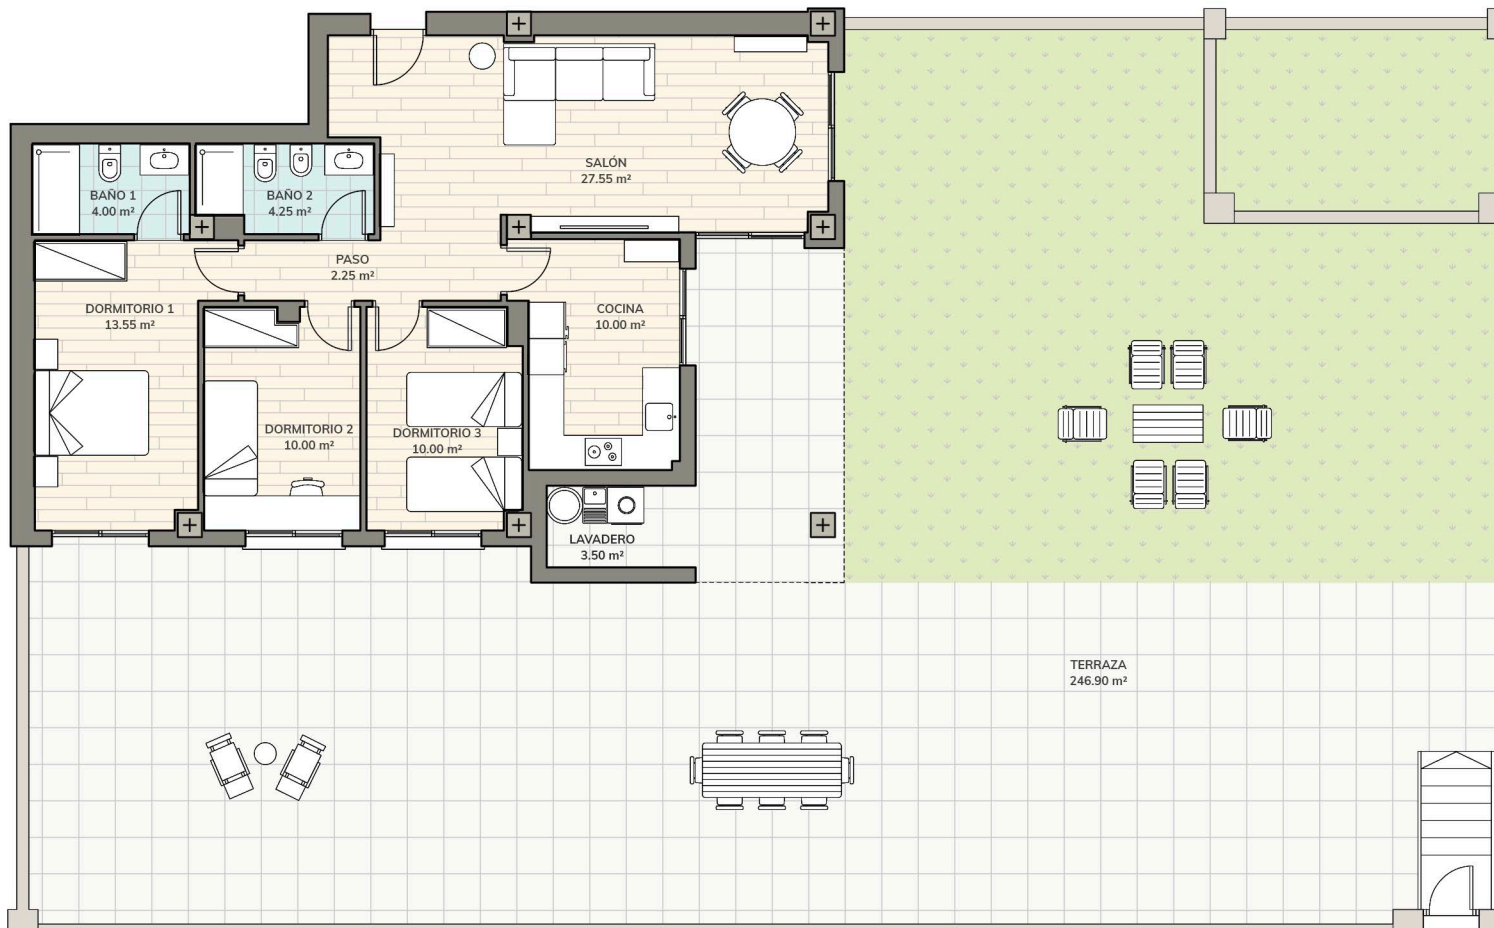 SALÓN
27.55 m²
BAÑO 1
4.00 m²
BAÑO 2
4.25 m²
PASO
2.25 m²
DORMITORIO 1
13.55 m²
COCINA
10.00 m²
DORMITORIO 2
10.00 m²
DORMITORIO 3
10.00 m²
LAVADERO
3.50 m²
TERRAZA
246.90 m²